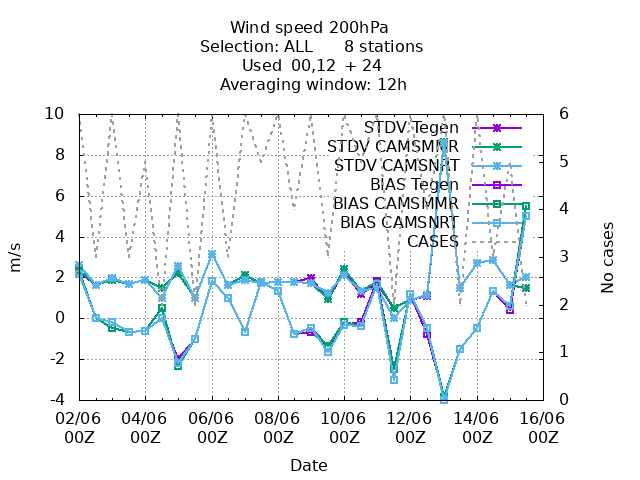 Wind speed 200hPa
Selection: ALL 8 stations
Used 00,12 + 24
Averaging window: 12h
10
8
6
4
2
0
-2
-4
m/s
6
5
4
3
2
1
0
No cases
STDV Tegen
STDV CAMSMMR
STDV CAMSNRT
BIAS Tegen
BIAS CAMSMMR
BIAS CAMSNRT
CASES
02/06 04/06 06/06 08/06 10/06 12/06 14/06 16/06
00Z 00Z 00Z 00Z 00Z 00Z 00Z 00Z
Date